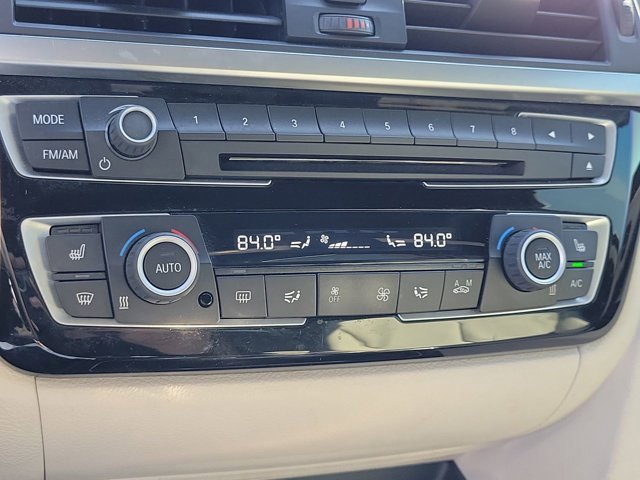 MODE 1 2 3 4 5 6 7 8
FM/AM
84.0° 84.0°
AUTO MAX A/C
OFF A M A/C